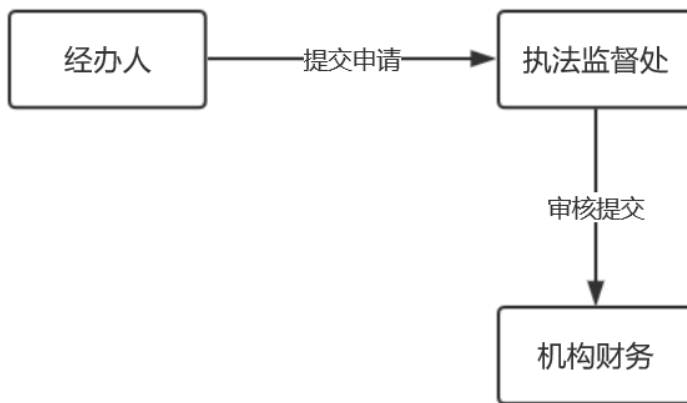 经办人
提交申请
执法监督处
审核提交
机构财务